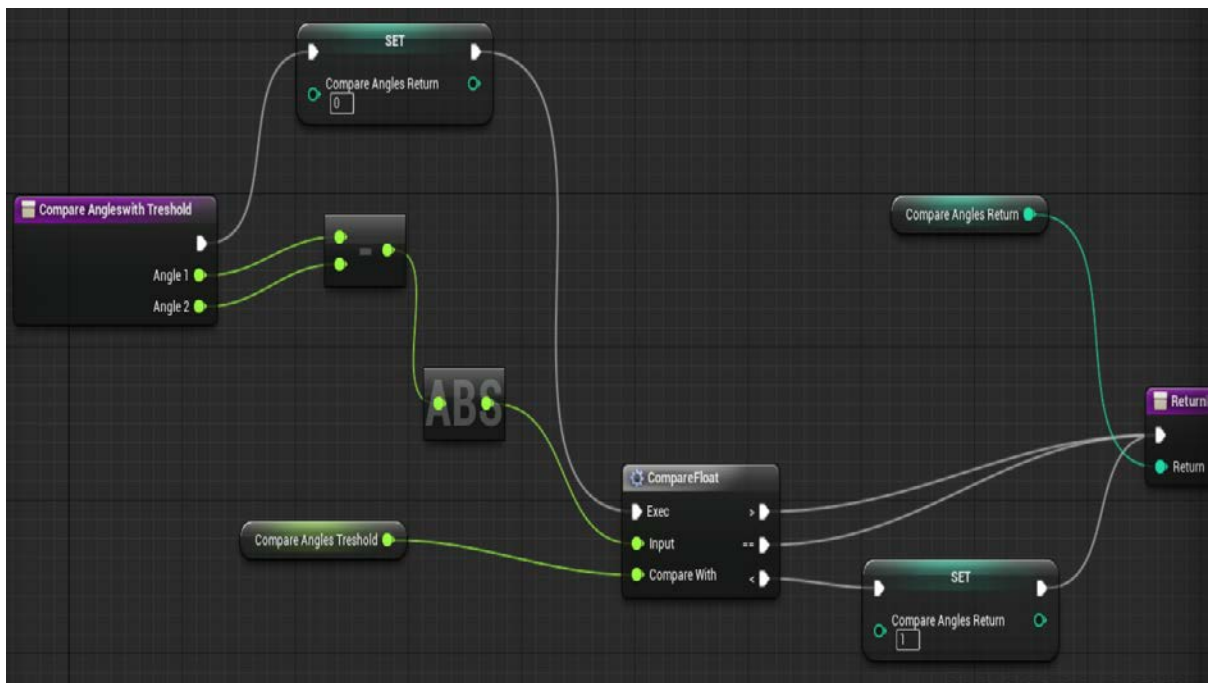 SET
Compare Angles Return
0
Compare Angleswith Treshold
Angle 1
Angle 2
-
Compare Angles Return
ABS
Return
Return
CompareFloat
Exec >
Input ==
Compare With <
Compare Angles Treshold
SET
Compare Angles Return
1